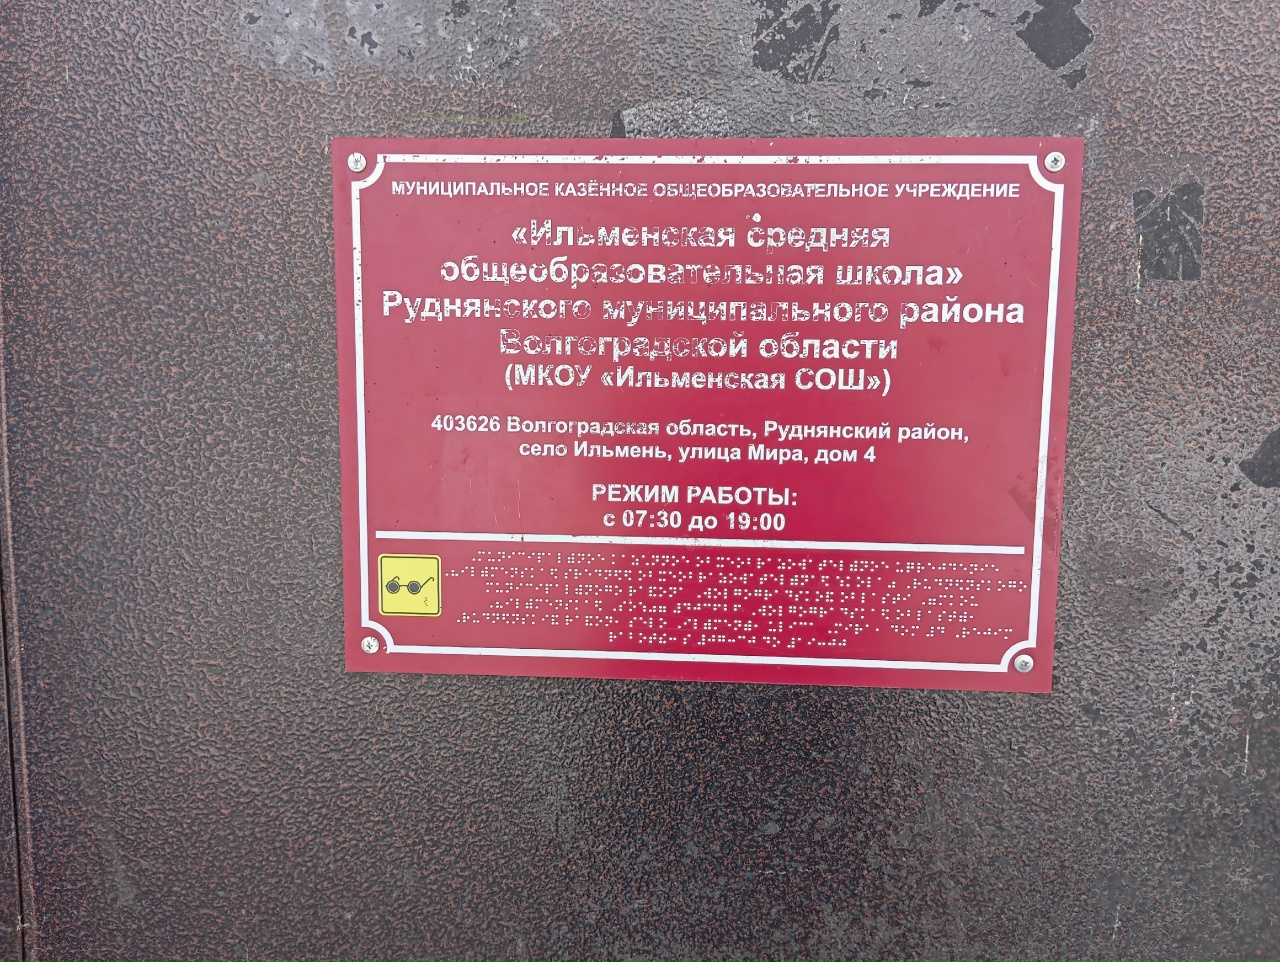 МУНИЦИПАЛЬНОЕ КАЗЁННОЕ ОБЩЕОБРАЗОВАТЕЛЬНОЕ УЧРЕЖДЕНИЕ
«Ильменская средняя
общеобразовательная школа»
Руднянского муниципального района
Волгоградской области
(МКОУ «Ильменская СОШ»)
403626 Волгоградская область, Руднянский район,
село Ильмень, улица Мира, дом 4
РЕЖИМ РАБОТЫ:
с 07:30 до 19:00